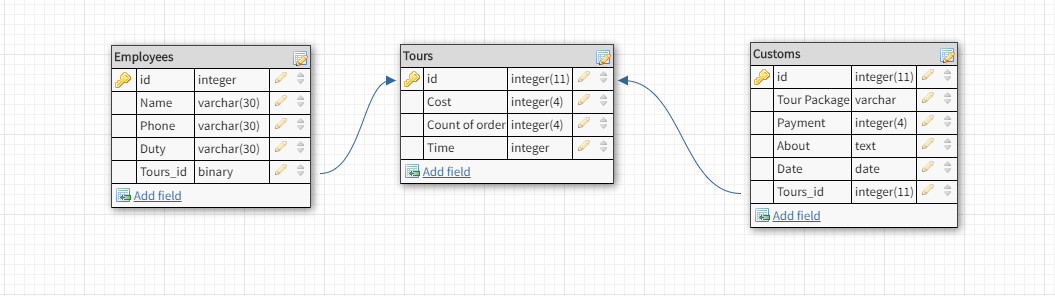 Employees
id integer
Name varchar(30)
Phone varchar(30)
Duty varchar(30)
Tours_id binary
Add field
Tours
id integer(11)
Cost integer(4)
Count of order integer(4)
Time integer
Add field
Customs
id integer(11)
Tour Package varchar
Payment integer(4)
About text
Date date
Tours_id integer(11)
Add field